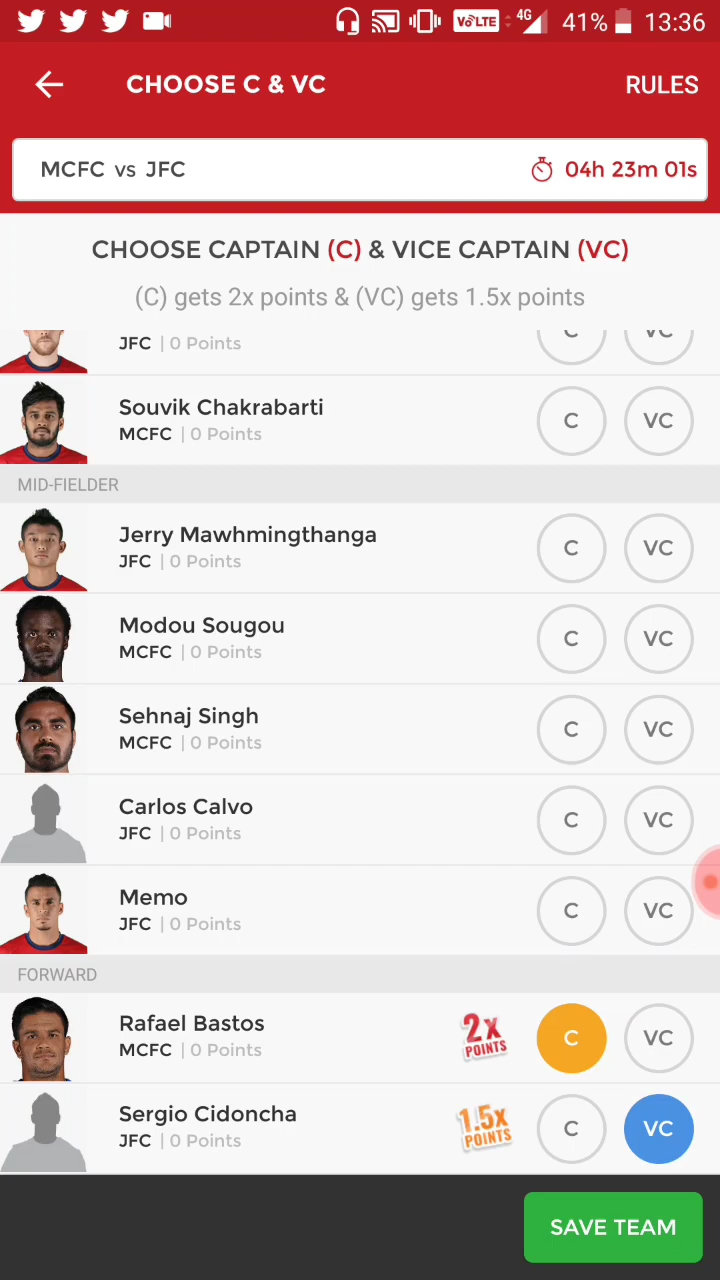 VoLTE 4G 41% 13:36
CHOOSE C & VC RULES
MCFC vs JFC 04h 23m 01s
CHOOSE CAPTAIN (C) & VICE CAPTAIN (VC)
(C) gets 2x points & (VC) gets 1.5x points
JFC | 0 Points C VC
Souvik Chakrabarti
MCFC | 0 Points C VC
MID-FIELDER
Jerry Mawhmingthanga
JFC | 0 Points C VC
Modou Sougou
MCFC | 0 Points C VC
Sehnaj Singh
MCFC | 0 Points C VC
Carlos Calvo
JFC | 0 Points C VC
Memo
JFC | 0 Points C VC
FORWARD
Rafael Bastos
MCFC | 0 Points 2x POINTS C VC
Sergio Cidoncha
JFC | 0 Points 1.5x POINTS C VC
SAVE TEAM